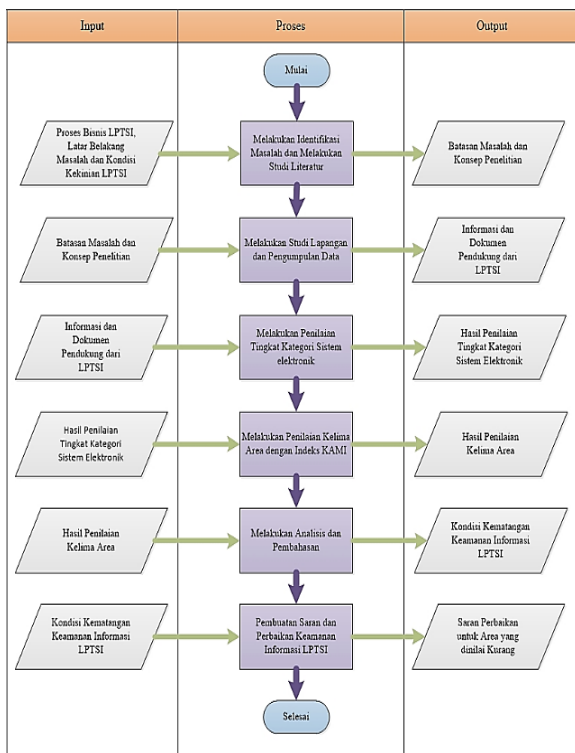 Input
Proses
Output
Mulai
Proses Bisnis LPTSI,
Latar Belakang
Masalah dan Kondisi
Kekinian LPTSI
Melakukan Identifikasi
Masalah dan Melakukan
Studi Literatur
Batasan Masalah dan
Konsep Penelitian
Batasan Masalah dan
Konsep Penelitian
Melakukan Studi Lapangan
dan Pengumpulan Data
Informasi dan
Dokumen
Pendukung dari
LPTSI
Informasi dan
Dokumen
Pendukung dari
LPTSI
Melakukan Penilaian
Tingkat Kategori Sistem
elektronik
Hasil Penilaian
Tingkat Kategori
Sistem Elektronik
Hasil Penilaian
Tingkat Kategori
Sistem Elektronik
Melakukan Penilaian Kelima
Area dengan Indeks KAMI
Hasil Penilaian
Kelima Area
Hasil Penilaian
Kelima Area
Melakukan Analisis dan
Pembahasan
Kondisi Kematangan
Keamanan Informasi
LPTSI
Kondisi Kematangan
Keamanan Informasi
LPTSI
Pembuatan Saran dan
Perbaikan Keamanan
Informasi LPTSI
Saran Perbaikan
untuk Area yang
dinilai Kurang
Selesai